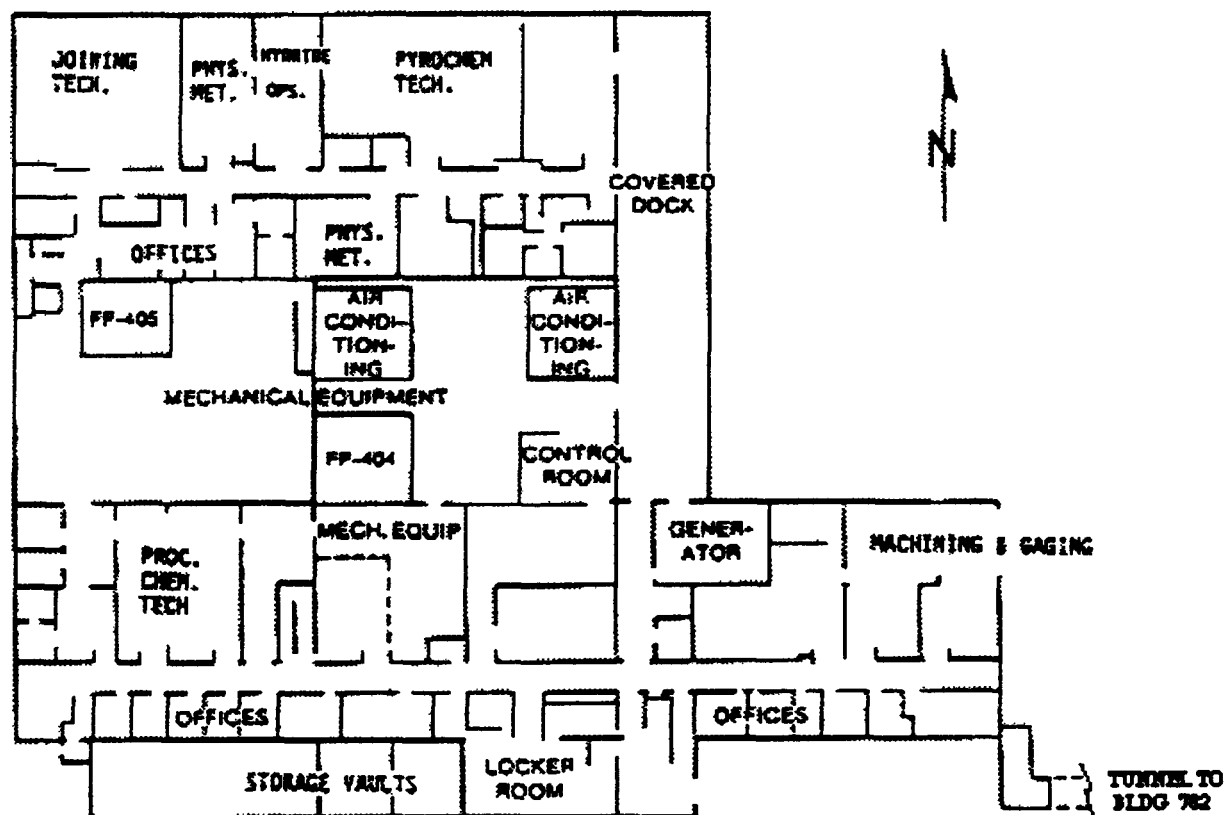 JOINING
TECH.
PHYS.
MET.
OPS.
PYROCHEM
TECH.
N
COVERED
DOCK
OFFICES
PHYS.
MET.
FF-405
AIR
CONDI-
TION-
ING
AIR
CONDI-
TION-
ING
MECHANICAL EQUIPMENT
FF-404
CONTROL
ROOM
PROC.
CHEM.
TECH
MECH. EQUIP
GENER-
ATOR
MACHINING & GAGING
OFFICES
OFFICES
STORAGE VAULTS
LOCKER
ROOM
TUNNEL TO
BLDG 782